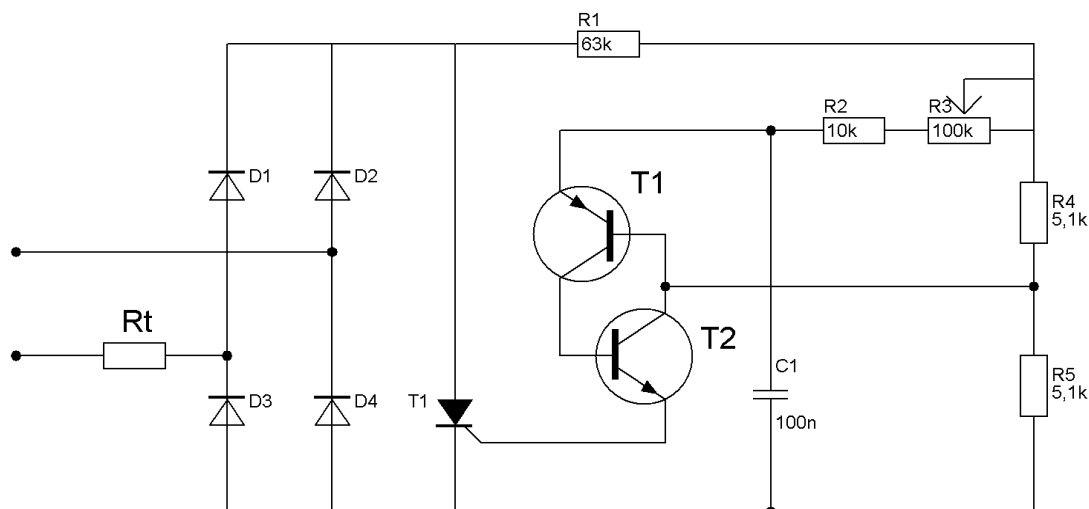 R1
63k
R2
10k
R3
100k
D1
D2
T1
R4
5,1k
Rt
T2
C1
100n
D3
D4
T1
R5
5,1k